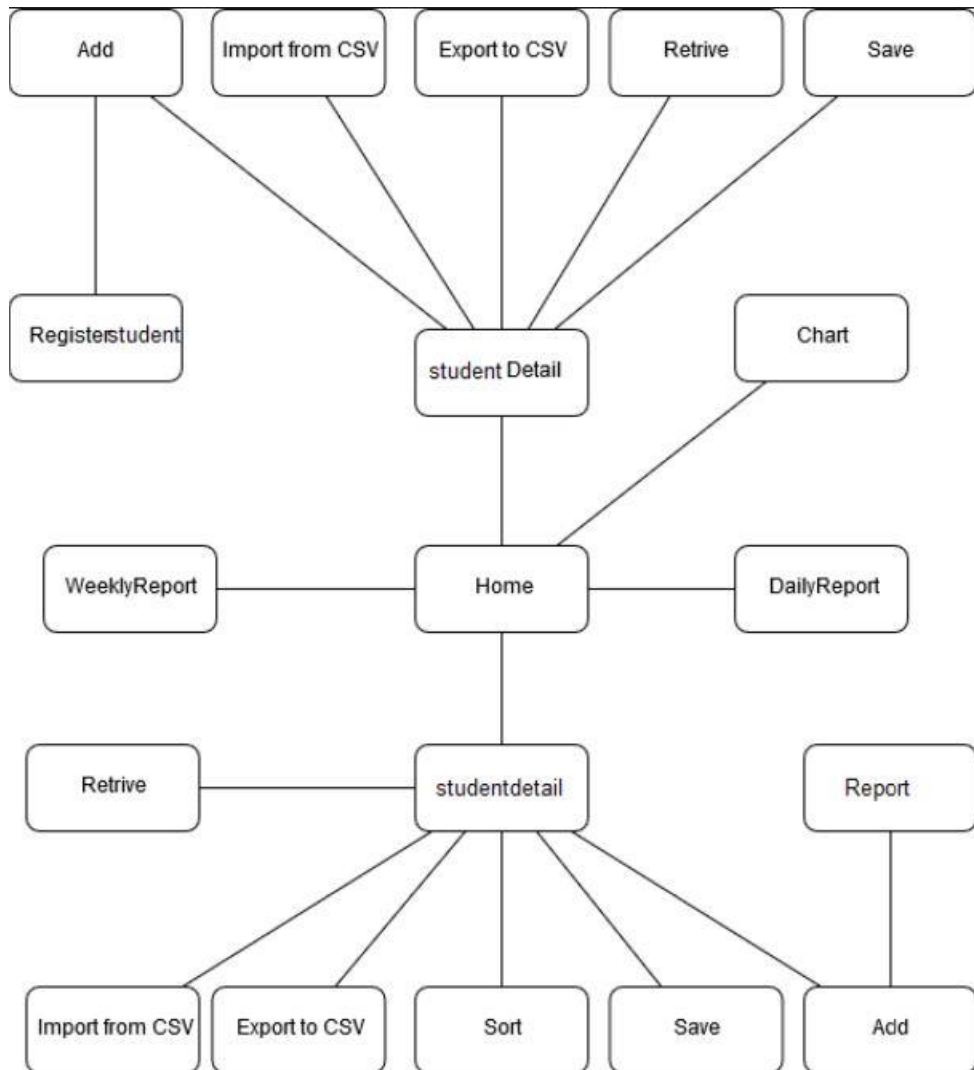 Add
Import from CSV
Export to CSV
Retrive
Save
Registerstudent
student Detail
Chart
WeeklyReport
Home
DailyReport
Retrive
studentdetail
Report
Import from CSV
Export to CSV
Sort
Save
Add